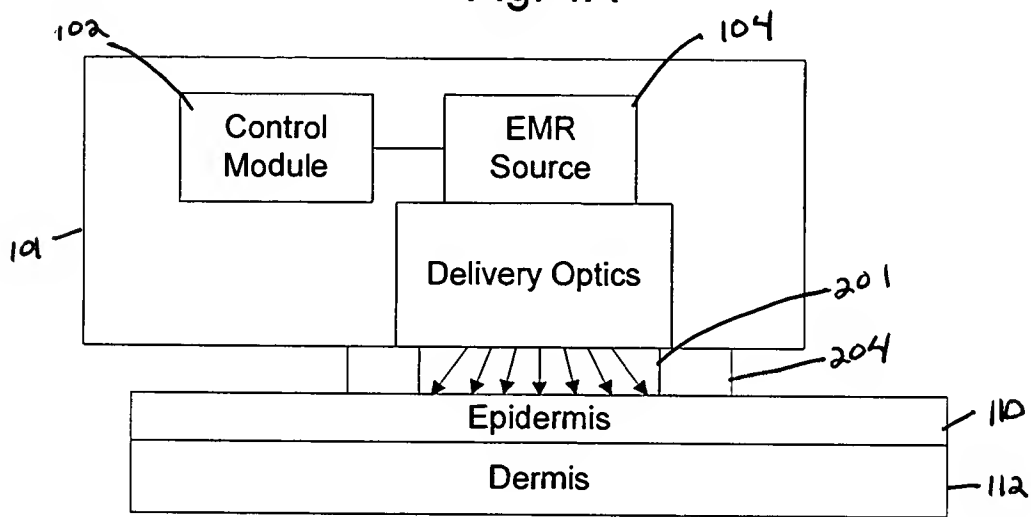 102
104
Control
Module
EMR
Source
101
Delivery Optics
201
204
Epidermis
110
Dermis
112